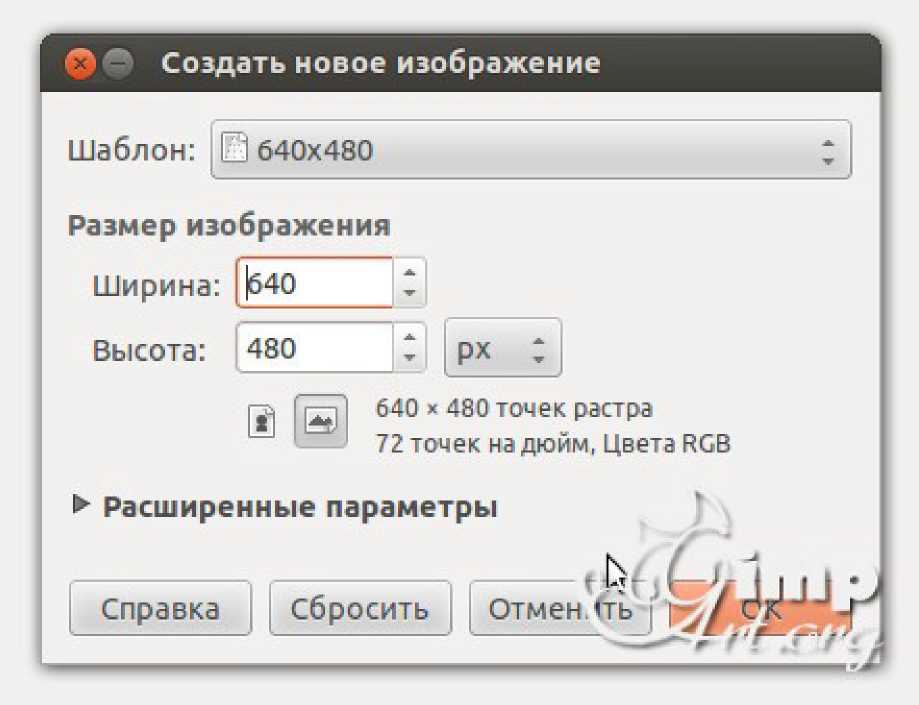 Создать новое изображение
Шаблон: 640x480
Размер изображения
Ширина: 640
Высота: 480 px
640 × 480 точек растра
72 точек на дюйм, Цвета RGB
Расширенные параметры
Справка Сбросить Отменить OK
Gimp
Art.org